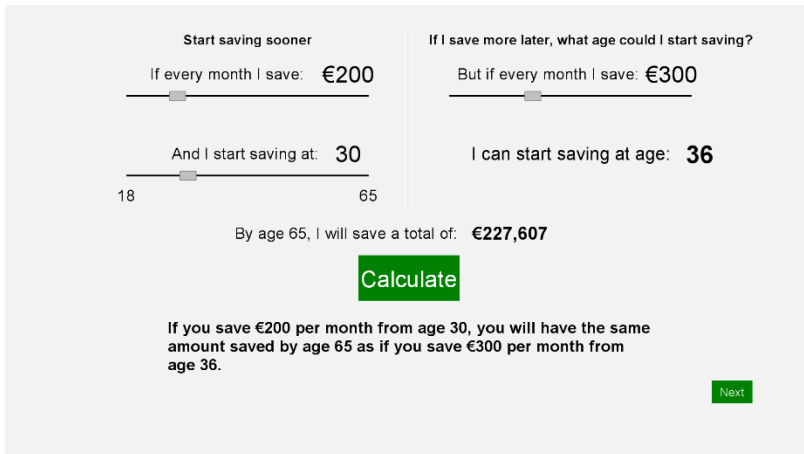 Start saving sooner
If every month I save: €200
And I start saving at: 30
18 65
If I save more later, what age could I start saving?
But if every month I save: €300
I can start saving at age: 36
By age 65, I will save a total of: €227,607
Calculate
If you save €200 per month from age 30, you will have the same
amount saved by age 65 as if you save €300 per month from
age 36.
Next